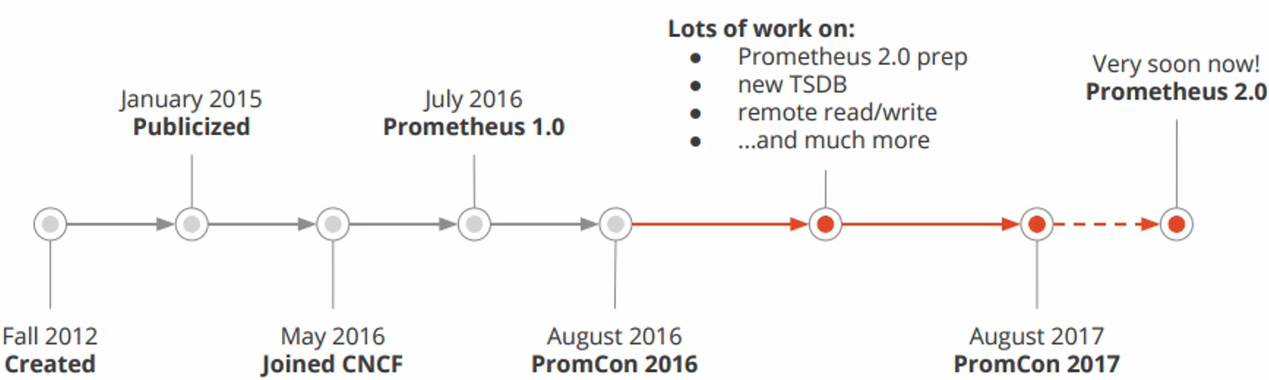 Fall 2012
Created
January 2015
Publicized
May 2016
Joined CNCF
July 2016
Prometheus 1.0
August 2016
PromCon 2016
Lots of work on:
● Prometheus 2.0 prep
● new TSDB
● remote read/write
● ...and much more
August 2017
PromCon 2017
Very soon now!
Prometheus 2.0